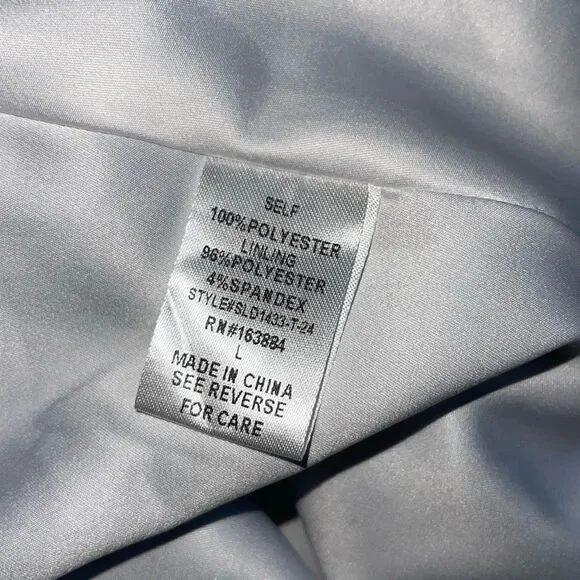 SELF
100%POLYESTER
LINLING
96%POLYESTER
4%SPANDEX
STYLE#SLD1433-T-24
RN#163884
L
MADE IN CHINA
SEE REVERSE
FOR CARE